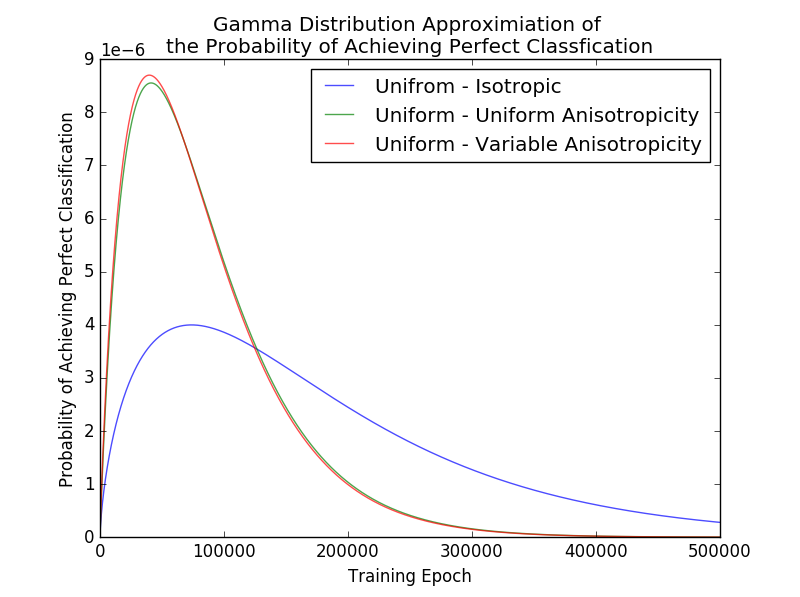 Gamma Distribution Approximiation of
the Probability of Achieving Perfect Classfication
1e−6
Unifrom - Isotropic
Uniform - Uniform Anisotropicity
Uniform - Variable Anisotropicity
Probability of Achieving Perfect Classification
9
8
7
6
5
4
3
2
1
0
0 100000 200000 300000 400000 500000
Training Epoch